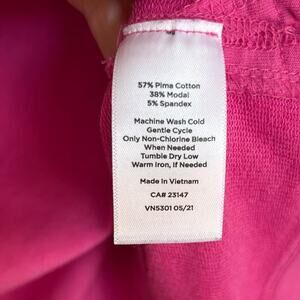 57% Pima Cotton
38% Modal
5% Spandex
Machine Wash Cold
Gentle Cycle
Only Non-Chlorine Bleach
When Needed
Tumble Dry Low
Warm Iron, If Needed
Made in Vietnam
CA# 23147
VN5301 05/21